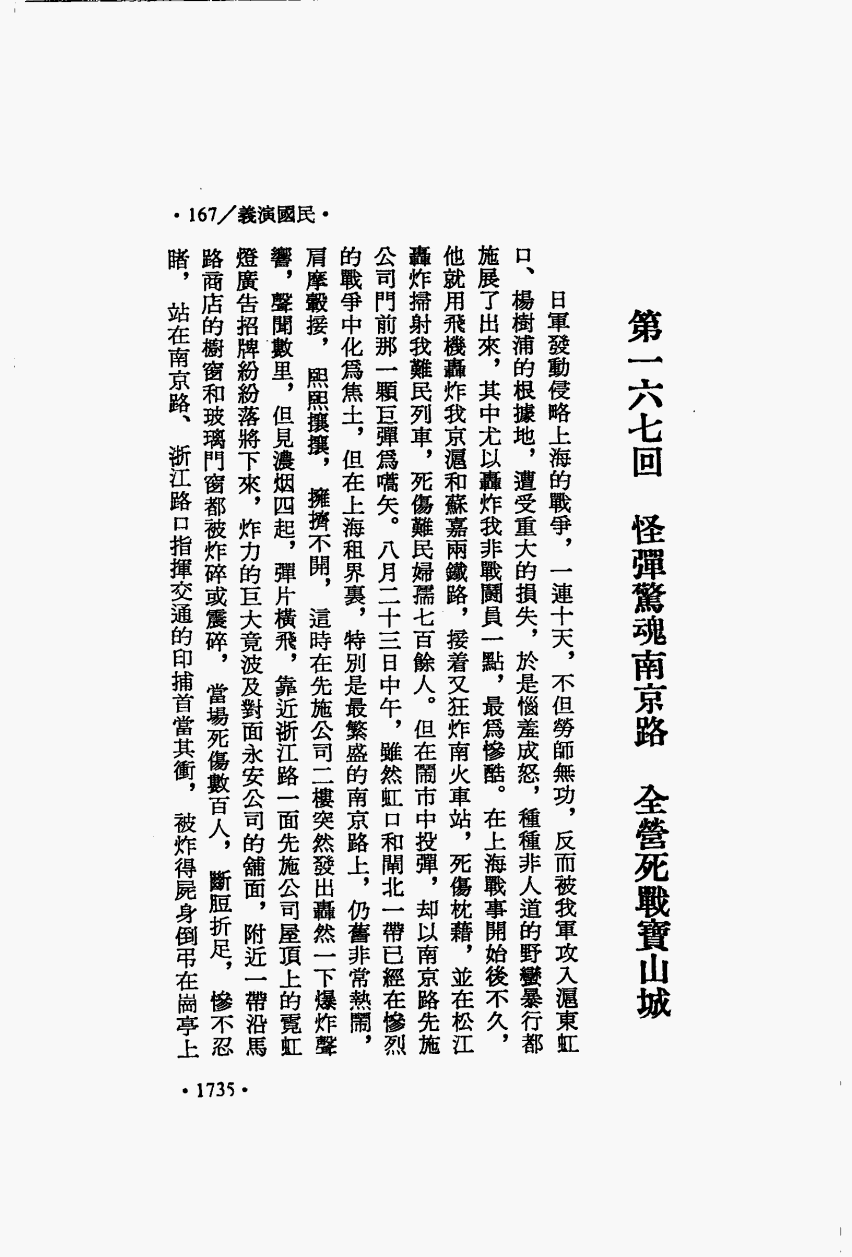 •民國演義/167•
第一六七回　怪彈驚魂南京路　全營死戰寶山城
日軍發動侵略上海的戰爭，一連十天，不但勞師無功，反而被我軍攻入滬東虹
口、楊樹浦的根據地，遭受重大的損失，於是惱羞成怒，種種非人道的野蠻暴行都
施展了出來，其中尤以轟炸我非戰鬪員一點，最爲慘酷。在上海戰事開始後不久，
他就用飛機轟炸我京滬和蘇嘉兩鐵路，接着又狂炸南火車站，死傷枕藉，並在松江
轟炸掃射我難民列車，死傷難民婦孺七百餘人。但在鬧市中投彈，却以南京路先施
公司門前那一顆巨彈爲嚆矢。八月二十三日中午，雖然虹口和閘北一帶已經在慘烈
的戰爭中化爲焦土，但在上海租界裏，特別是最繁盛的南京路上，仍舊非常熱鬧，
肩摩轂接，熙熙攘攘，擁擠不開，這時在先施公司二樓突然發出轟然一下爆炸聲
響，聲聞數里，但見濃烟四起，彈片橫飛，靠近浙江路一面先施公司屋頂上的霓虹
燈廣告招牌紛紛落將下來，炸力的巨大竟波及對面永安公司的舖面，附近一帶沿馬
路商店的櫥窗和玻璃門窗都被炸碎或震碎，當場死傷數百人，斷脰折足，慘不忍
睹，站在南京路、浙江路口指揮交通的印捕首當其衝，被炸得屍身倒弔在崗亭上
•1735•